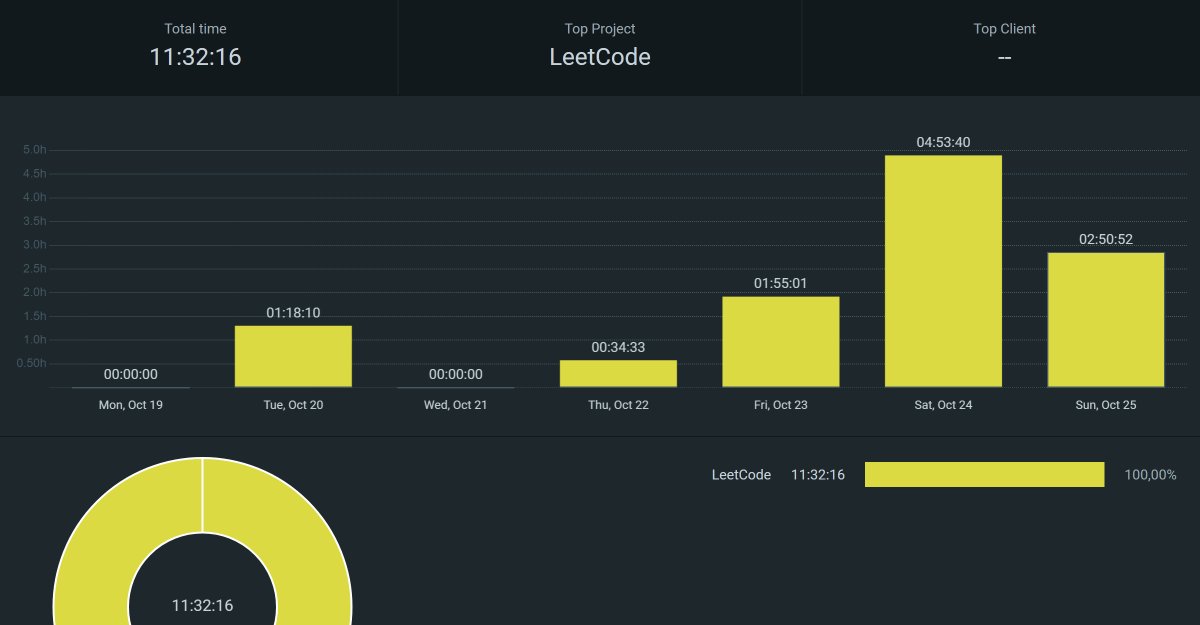 Total time
11:32:16
Top Project
LeetCode
Top Client
--
5.0h
4.5h
4.0h
3.5h
3.0h
2.5h
2.0h
1.5h
1.0h
0.50h
00:00:00
01:18:10
00:00:00
00:34:33
01:55:01
04:53:40
02:50:52
Mon, Oct 19
Tue, Oct 20
Wed, Oct 21
Thu, Oct 22
Fri, Oct 23
Sat, Oct 24
Sun, Oct 25
LeetCode 11:32:16 100,00%
11:32:16